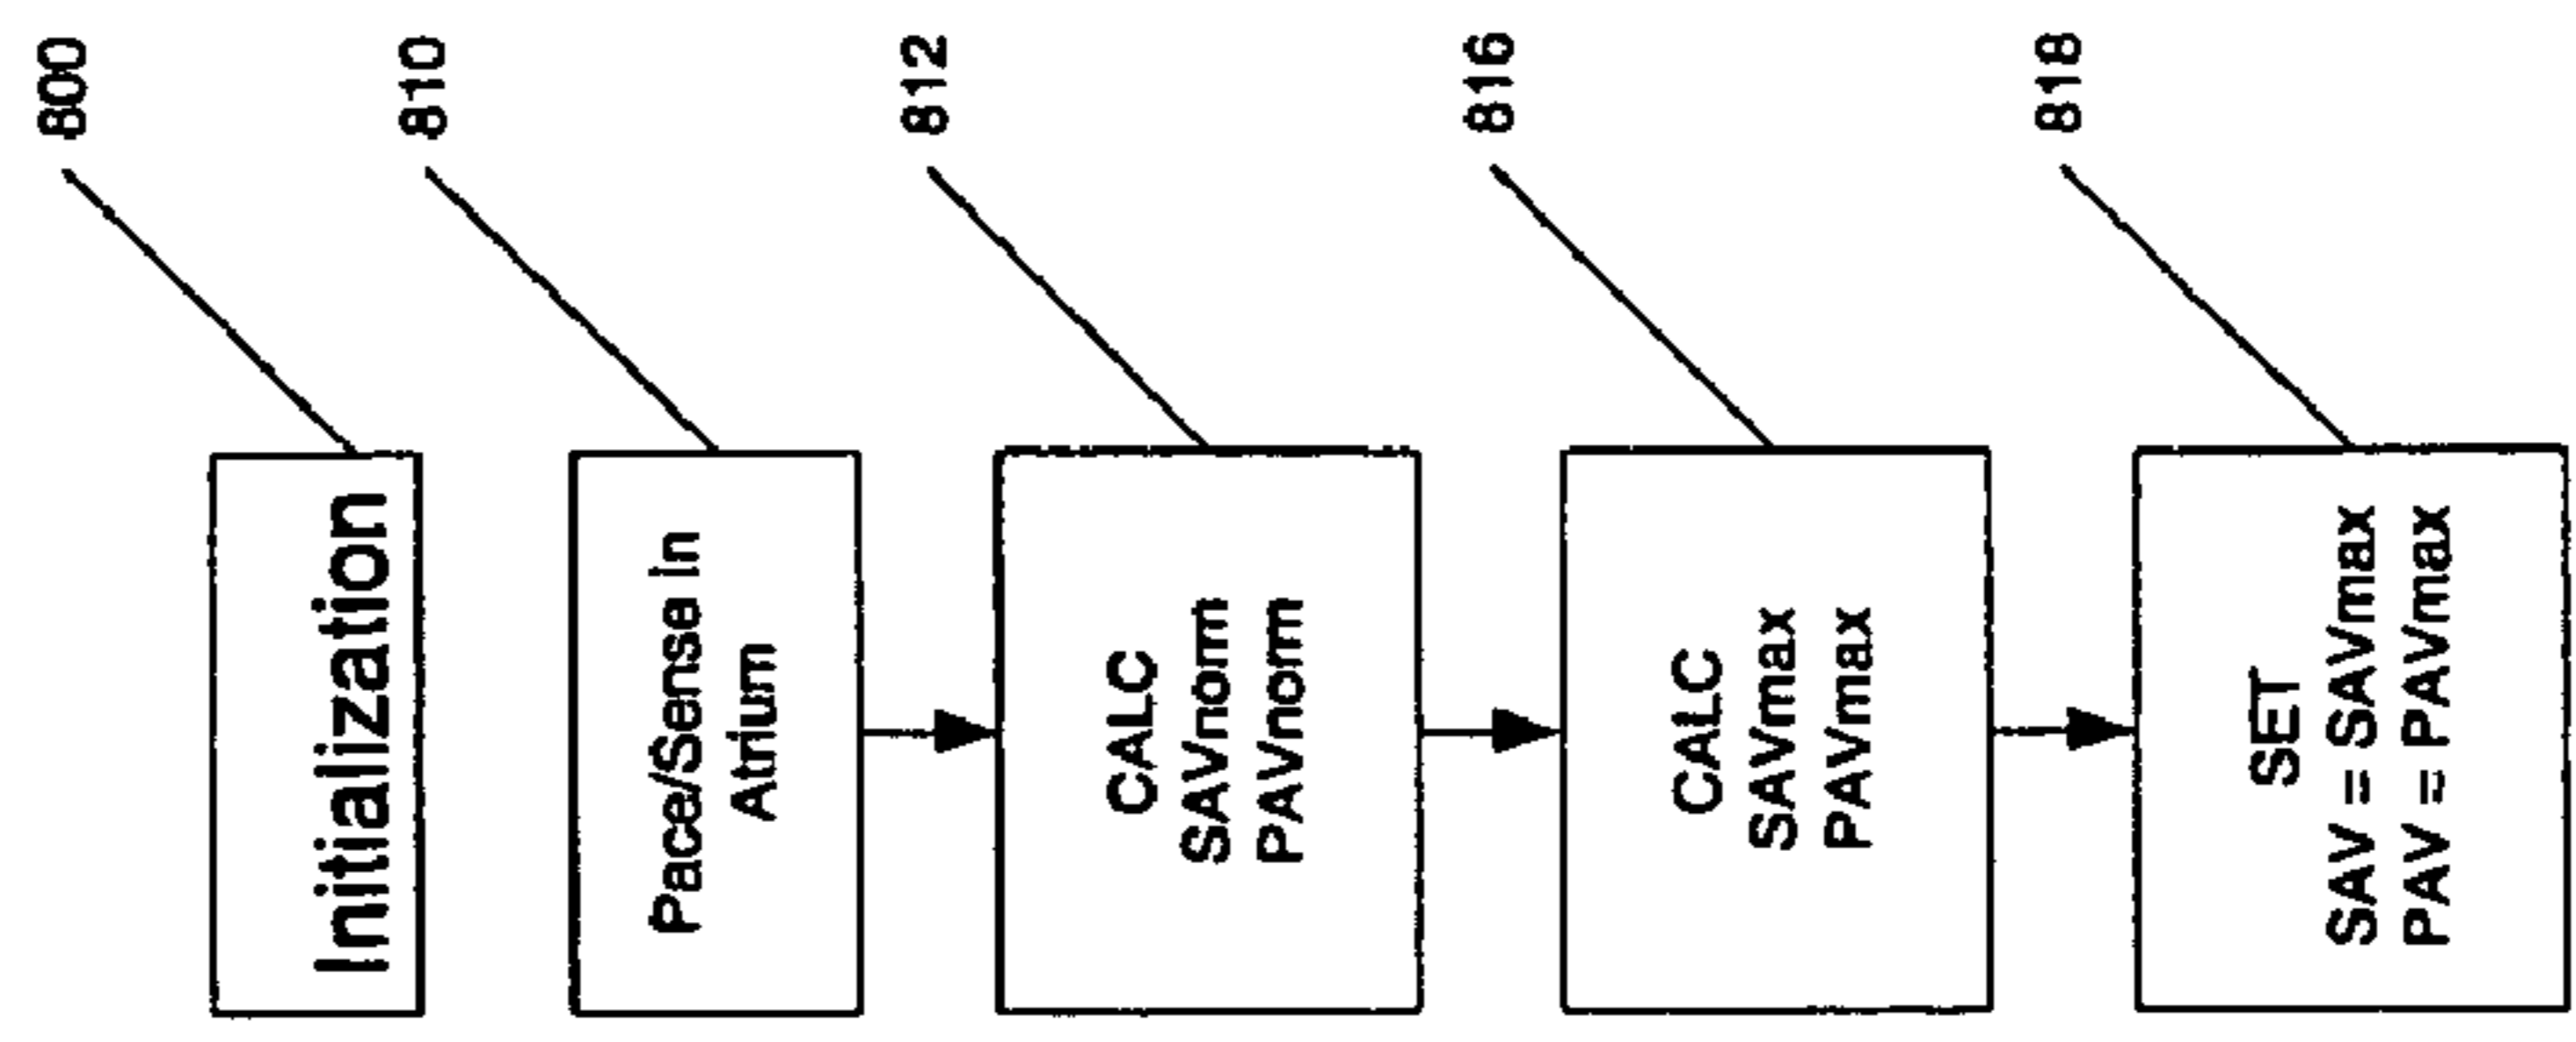 Initialization
800
Pace/Sense in
Atrium
810
CALC
SAVnom
PAVnom
812
CALC
SAVmax
PAVmax
816
SET
SAV = SAVmax
PAV = PAVmax
818